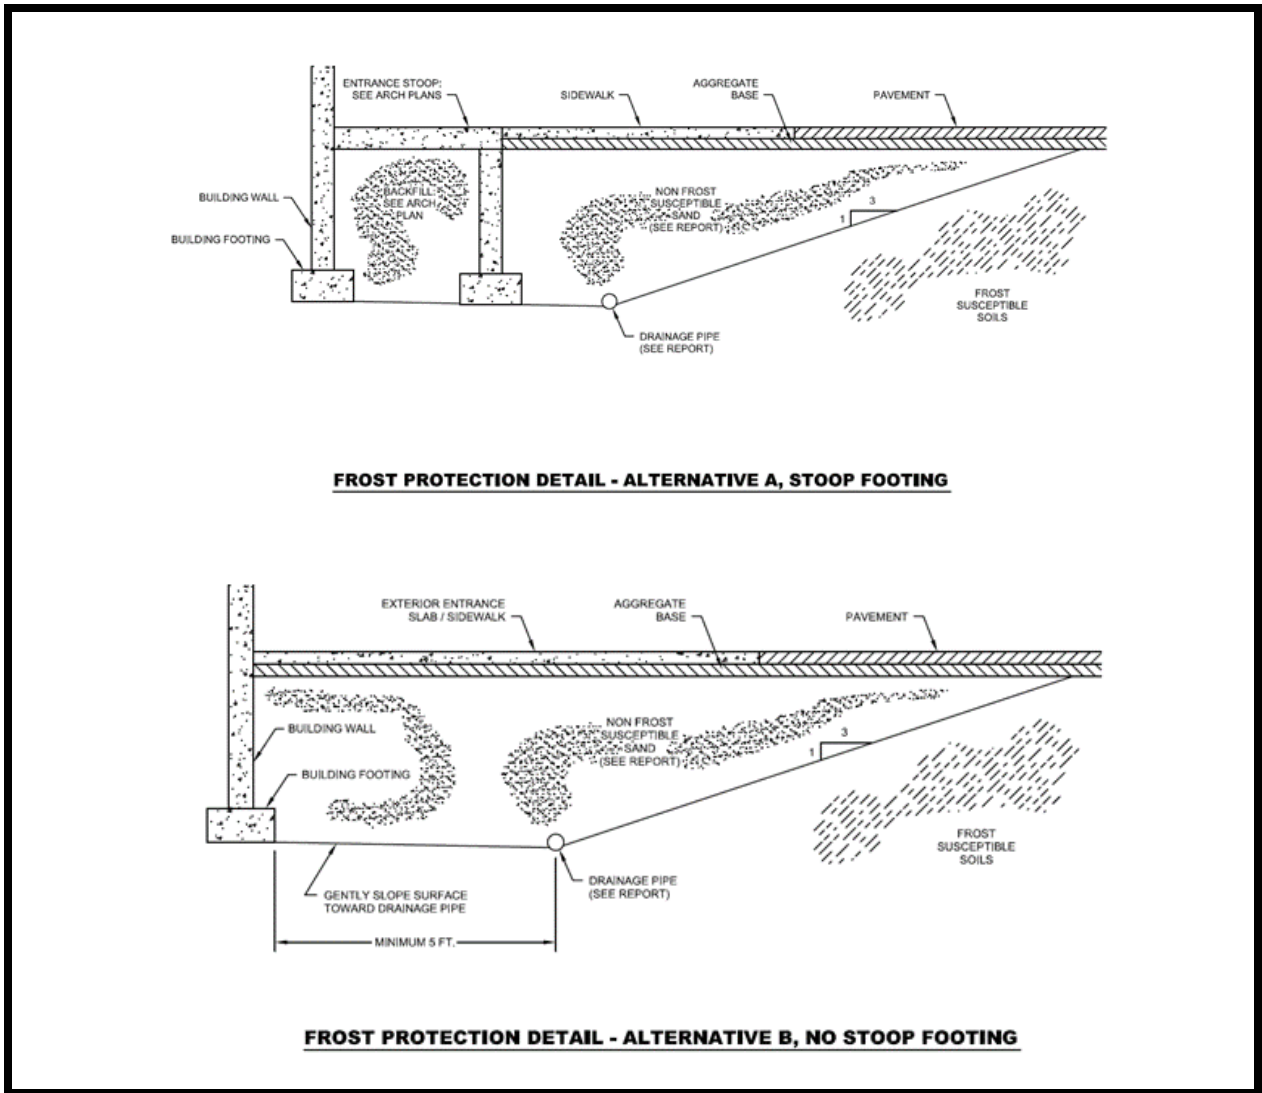 ENTRANCE STOOP:
SEE ARCH PLANS
SIDEWALK
AGGREGATE
BASE
PAVEMENT
BUILDING WALL
BACKFILL:
SEE ARCH
PLAN
NON FROST
SUSCEPTIBLE
SAND
(SEE REPORT)
3
1
BUILDING FOOTING
FROST
SUSCEPTIBLE
SOILS
DRAINAGE PIPE
(SEE REPORT)
FROST PROTECTION DETAIL - ALTERNATIVE A, STOOP FOOTING
EXTERIOR ENTRANCE
SLAB / SIDEWALK
AGGREGATE
BASE
PAVEMENT
BUILDING WALL
NON FROST
SUSCEPTIBLE
SAND
(SEE REPORT)
3
1
BUILDING FOOTING
FROST
SUSCEPTIBLE
SOILS
DRAINAGE PIPE
(SEE REPORT)
GENTLY SLOPE SURFACE
TOWARD DRAINAGE PIPE
MINIMUM 5 FT.
FROST PROTECTION DETAIL - ALTERNATIVE B, NO STOOP FOOTING